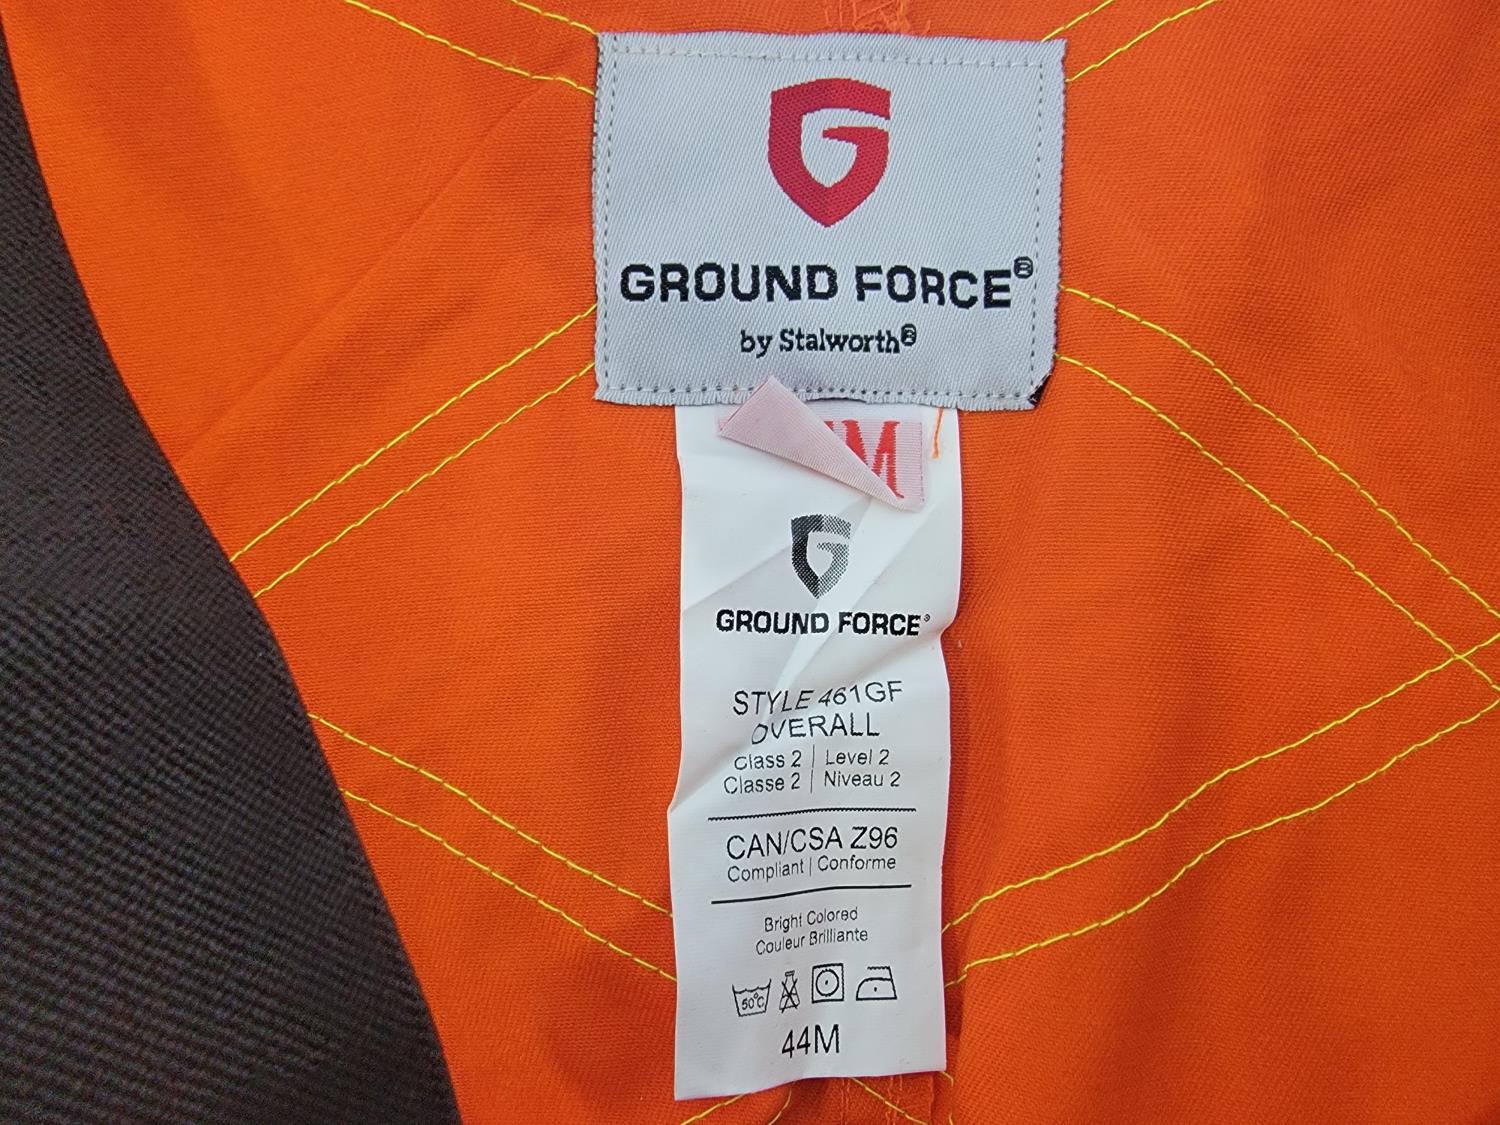 GROUND FORCE®
by Stalworth®
M
GROUND FORCE®
STYLE 461GF
OVERALL
Class 2 | Level 2
Classe 2 | Niveau 2
CAN/CSA Z96
Compliant | Conforme
Bright Colored
Couleur Brilliante
50°C
44M